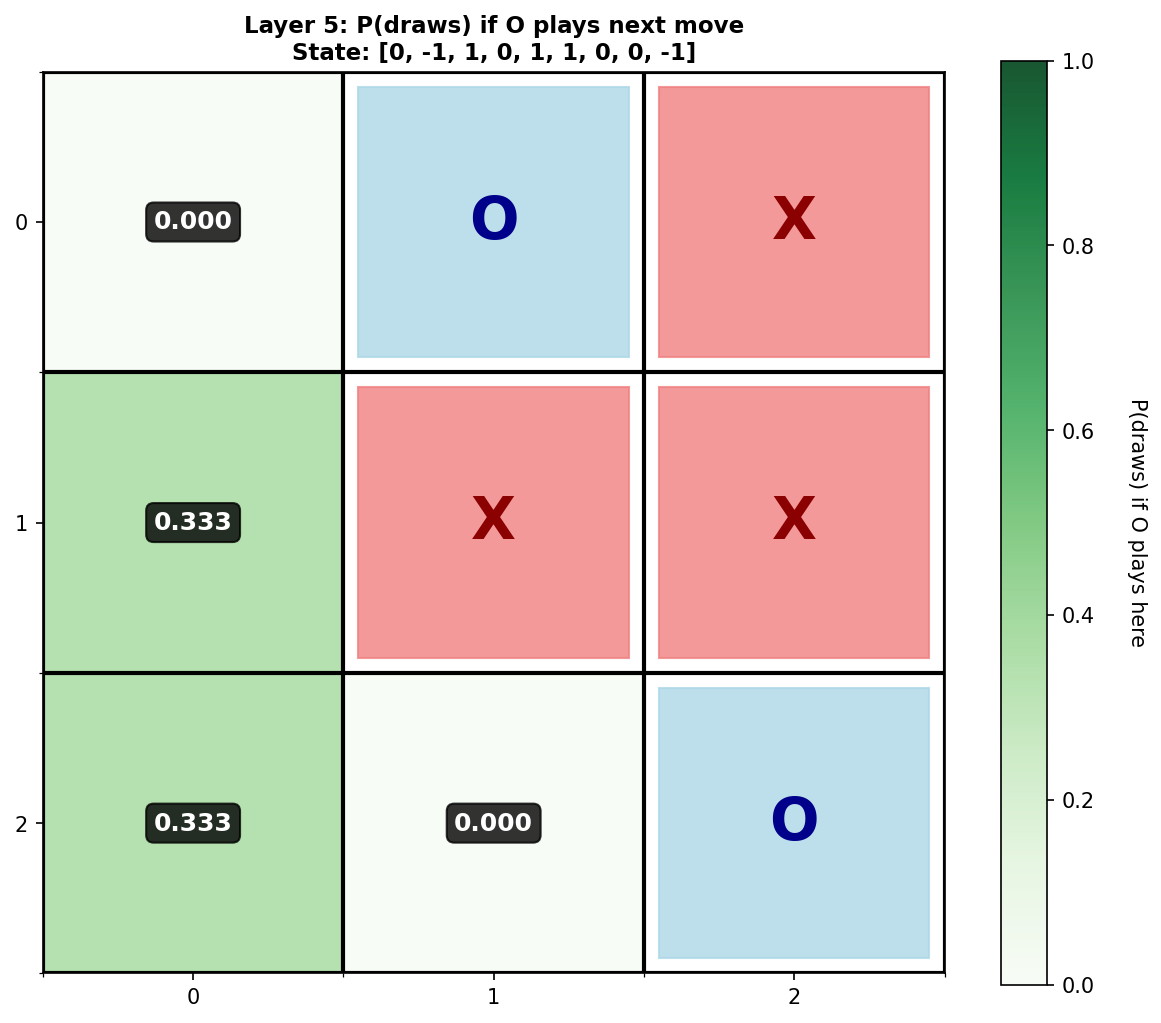 Layer 5: P(draws) if O plays next move
State: [0, -1, 1, 0, 1, 1, 0, 0, -1]
0
0.000
O
X
1
0.333
X
X
2
0.333
0.000
O
0
1
2
1.0
0.8
0.6
0.4
0.2
0.0
P(draws) if O plays here